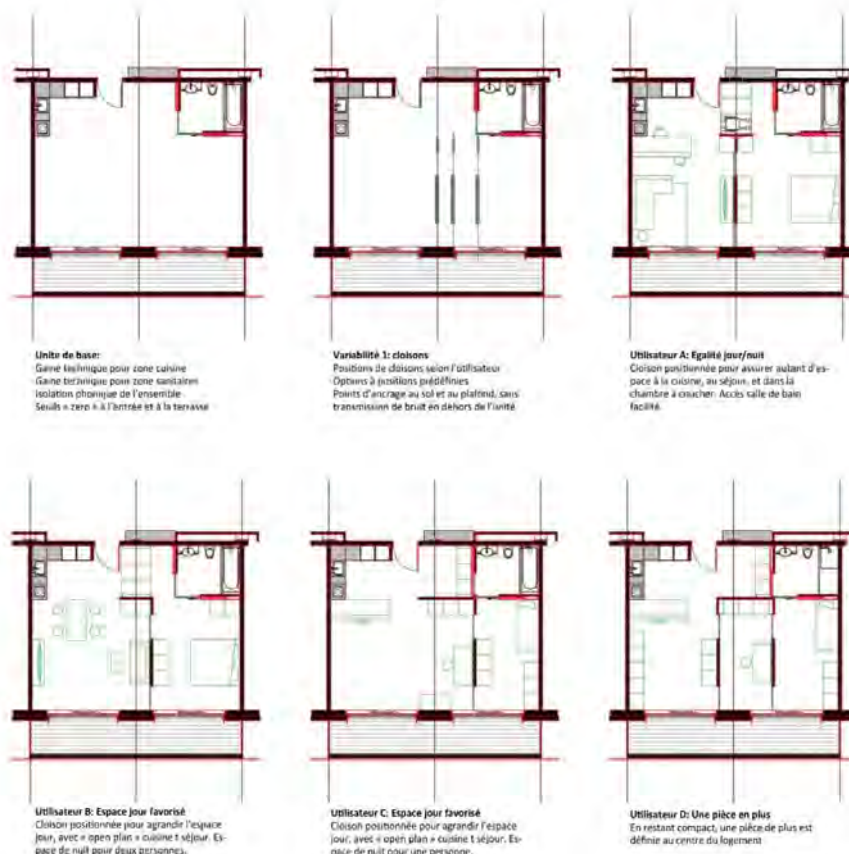 Unite de base:
Gaine technique pour zone cuisine
Gaine technique pour zone sanitaires
Isolation phonique de l'ensemble
Seuils « zero » à l'entrée et à la terrasse
Variabilité 1: cloisons
Positions de cloisons selon l'utilisateur
Options à positions prédéfinies
Points d'ancrage au sol et au plafond, sans
transmission de bruit en dehors de l'unité
Utilisateur A: Egalité jour/nuit
Cloison positionnée pour assurer autant d'es-
pace à la cuisine, au séjour, et dans la
chambre à coucher. Accès salle de bain
facilité.
Utilisateur B: Espace jour favorisé
Cloison positionnée pour agrandir l'espace
jour, avec « open plan » cuisine t séjour. Es-
pace de nuit pour deux personnes.
Utilisateur C: Espace jour favorisé
Cloison positionnée pour agrandir l'espace
jour, avec « open plan » cuisine t séjour. Es-
pace de nuit pour une personne.
Utilisateur D: Une pièce en plus
En restant compact, une pièce de plus est
définie au centre du logement